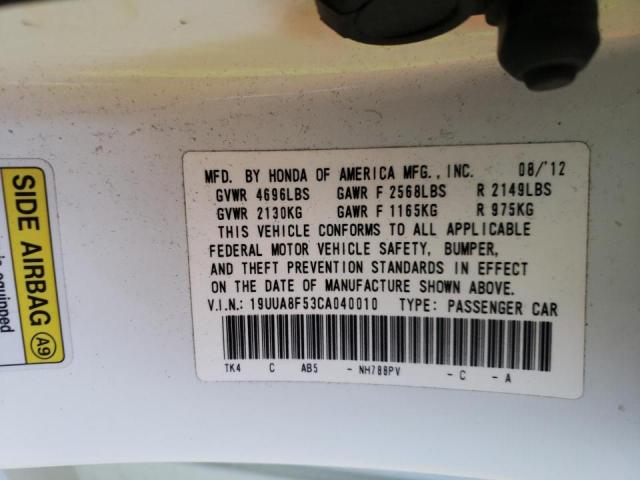 MFD. BY HONDA OF AMERICA MFG., INC. 08/'12
GVWR 4696LBS GAWR F 2568LBS R 2149LBS
GVWR 2130KG GAWR F 1165KG R 975KG
THIS VEHICLE CONFORMS TO ALL APPLICABLE
FEDERAL MOTOR VEHICLE SAFETY, BUMPER,
AND THEFT PREVENTION STANDARDS IN EFFECT
ON THE DATE OF MANUFACTURE SHOWN ABOVE.
V.I.N.: 19UUA8F53CA040010 TYPE: PASSENGER CAR
TK4 C AB5 - NH788PV - C - A
SIDE AIRBAG A9
is equipped